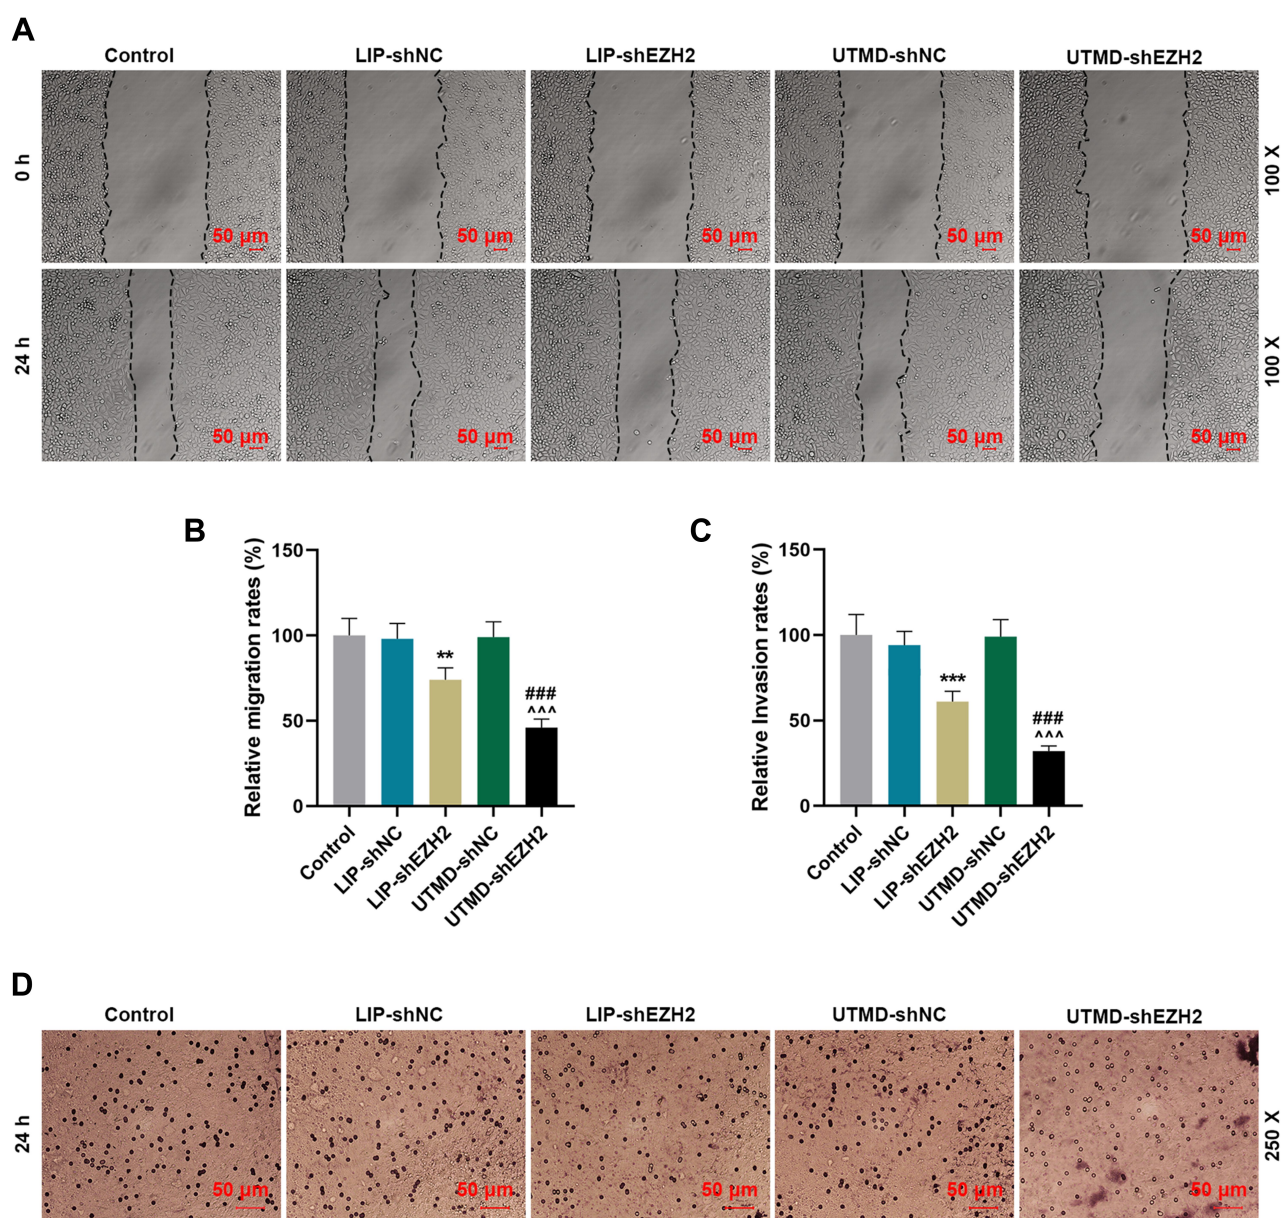 A
Control LIP-shNC LIP-shEZH2 UTMD-shNC UTMD-shEZH2
0 h 50 µm 50 µm 50 µm 50 µm 50 µm 100 X
24 h 50 µm 50 µm 50 µm 50 µm 50 µm 100 X
B
Relative migration rates (%)
150
100
50
0
**
###
^^^
Control LIP-shNC LIP-shEZH2 UTMD-shNC UTMD-shEZH2
C
Relative Invasion rates (%)
150
100
50
0
***
###
^^^
Control LIP-shNC LIP-shEZH2 UTMD-shNC UTMD-shEZH2
D
Control LIP-shNC LIP-shEZH2 UTMD-shNC UTMD-shEZH2
24 h 50 µm 50 µm 50 µm 50 µm 50 µm 250 X